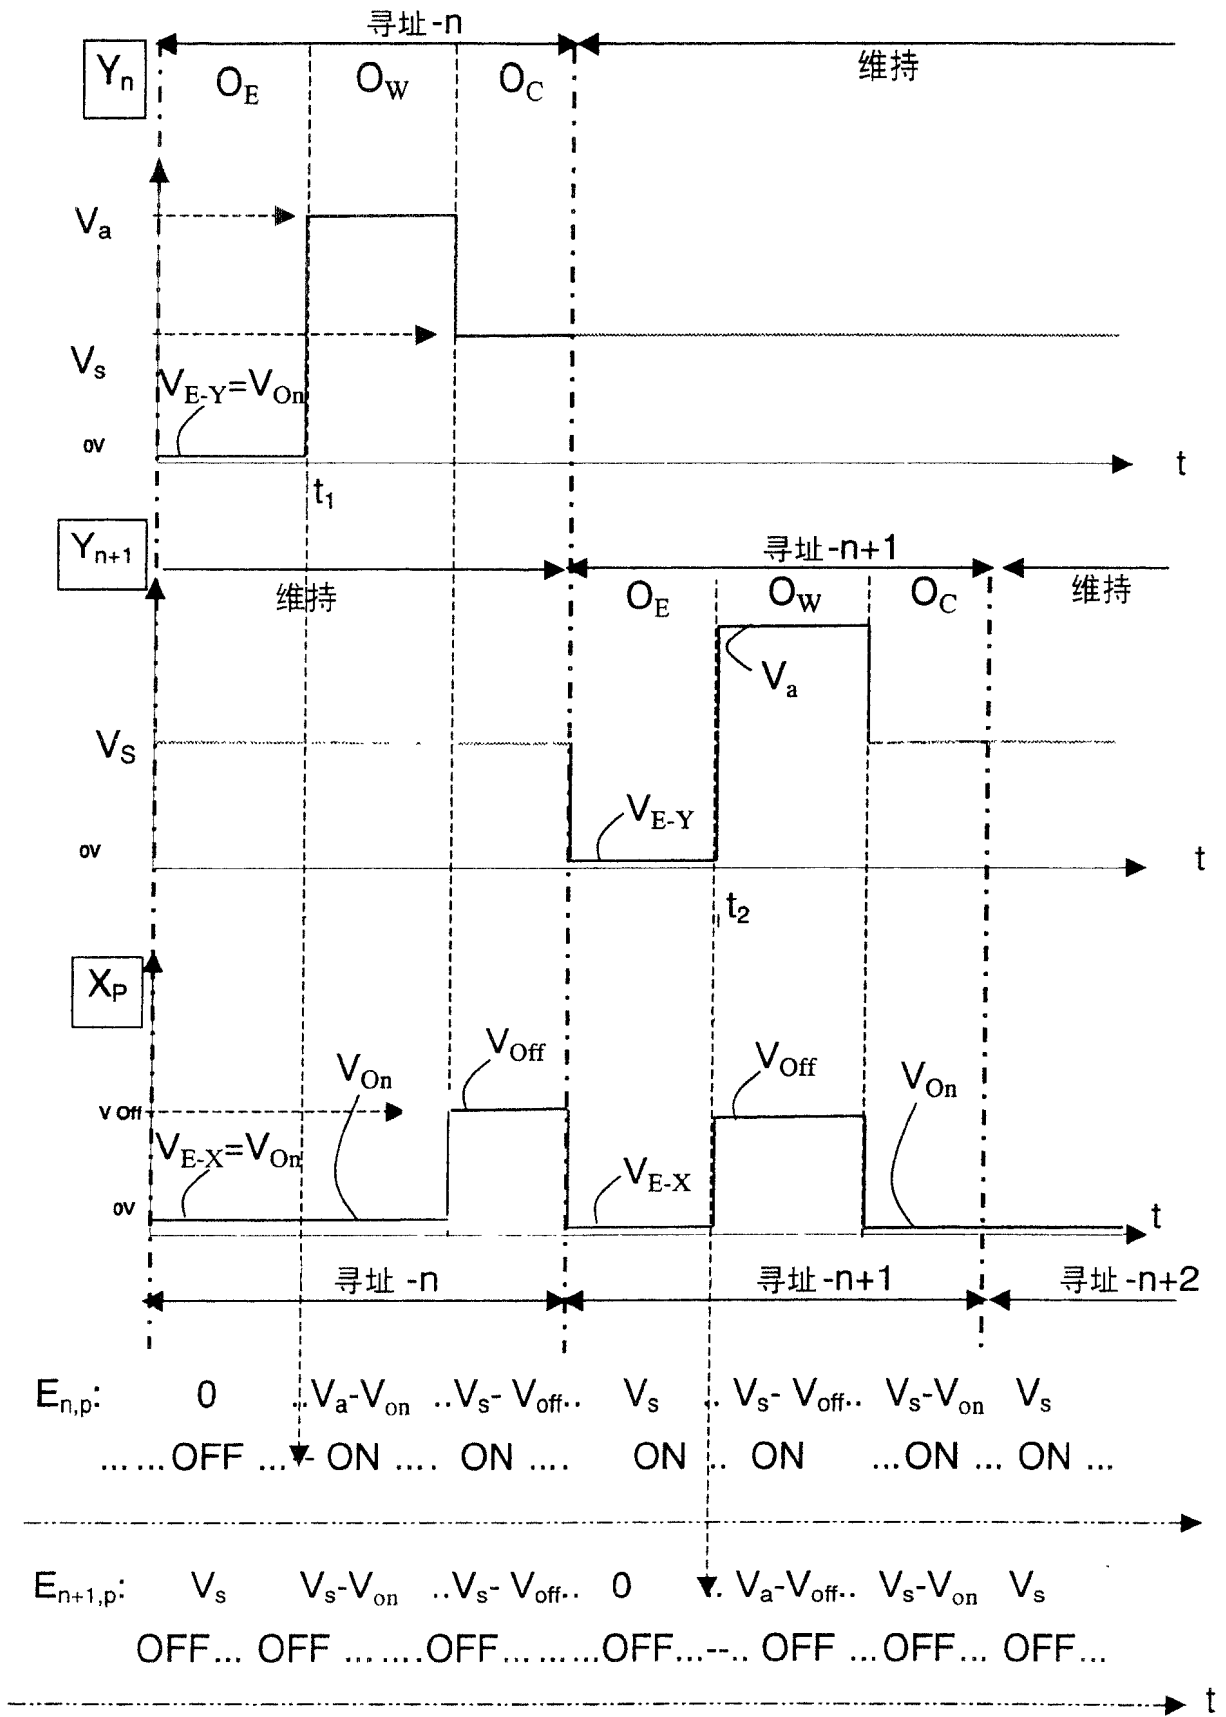 寻址-n
Yn
OE OW OC
维持
Va
Vs
VE-Y=VOn
0V
t
t1
Yn+1
寻址-n+1
维持
OE OW OC
维持
Va
VS
VE-Y
0V
t
t2
XP
VOn
VOff
VOff
VOn
V Off
VE-X=VOn
VE-X
0V
t
寻址-n
寻址-n+1
寻址-n+2
En,p: 0 ..Va-Von ..Vs- Voff.. Vs .. Vs- Voff.. Vs-Von Vs
......OFF ...-- ON .... ON .... ON .. ON ...ON ... ON ...
En+1,p: Vs Vs-Von ..Vs- Voff.. 0 .. Va-Voff.. Vs-Von Vs
OFF... OFF ........OFF.........OFF...--.. OFF ...OFF... OFF...
t